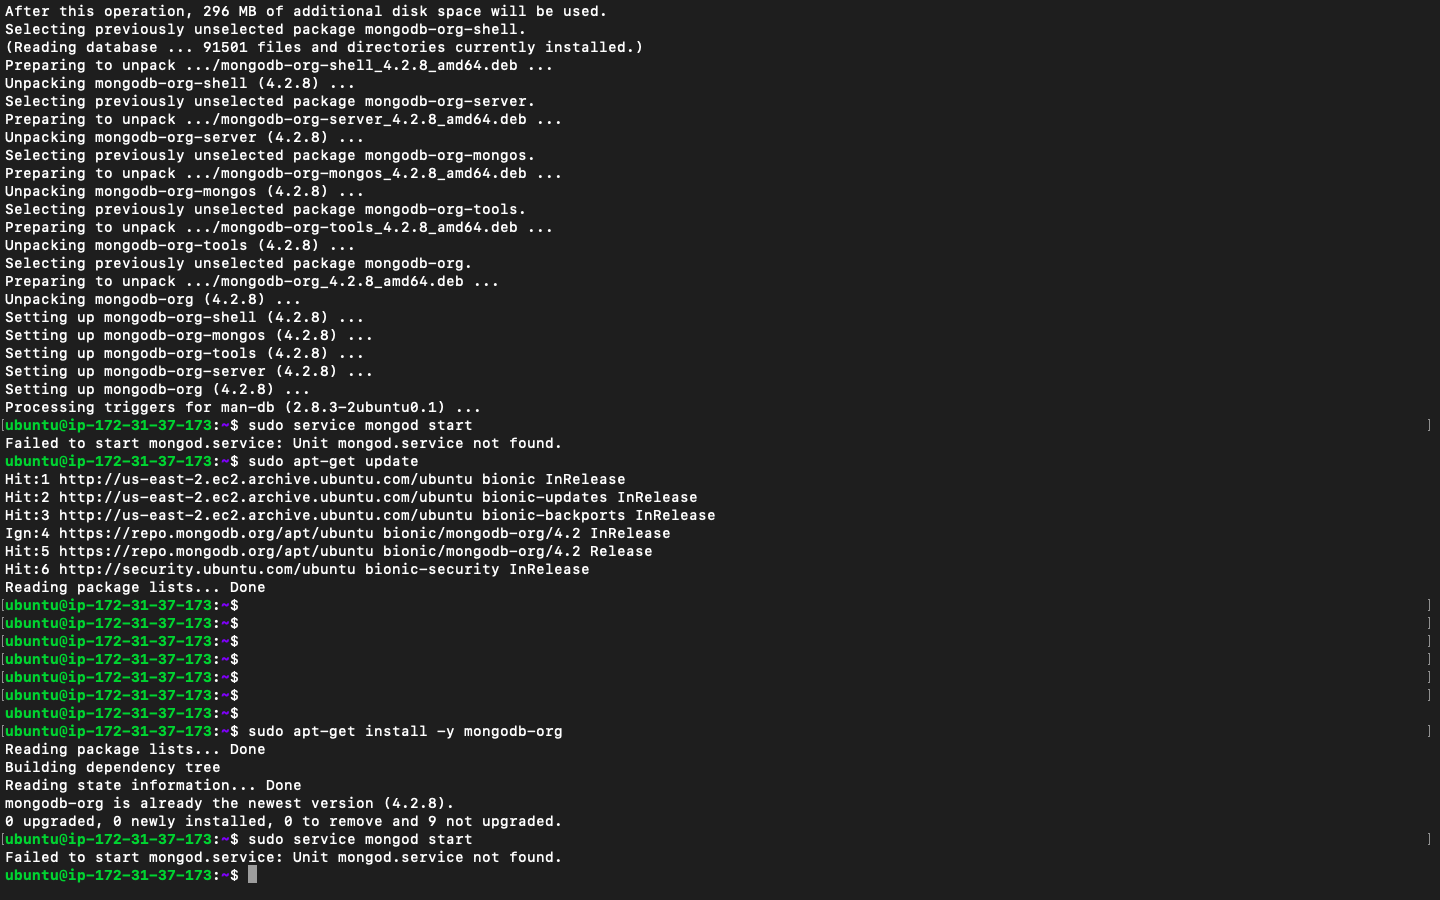 After this operation, 296 MB of additional disk space will be used.
Selecting previously unselected package mongodb-org-shell.
(Reading database ... 91501 files and directories currently installed.)
Preparing to unpack .../mongodb-org-shell_4.2.8_amd64.deb ...
Unpacking mongodb-org-shell (4.2.8) ...
Selecting previously unselected package mongodb-org-server.
Preparing to unpack .../mongodb-org-server_4.2.8_amd64.deb ...
Unpacking mongodb-org-server (4.2.8) ...
Selecting previously unselected package mongodb-org-mongos.
Preparing to unpack .../mongodb-org-mongos_4.2.8_amd64.deb ...
Unpacking mongodb-org-mongos (4.2.8) ...
Selecting previously unselected package mongodb-org-tools.
Preparing to unpack .../mongodb-org-tools_4.2.8_amd64.deb ...
Unpacking mongodb-org-tools (4.2.8) ...
Selecting previously unselected package mongodb-org.
Preparing to unpack .../mongodb-org_4.2.8_amd64.deb ...
Unpacking mongodb-org (4.2.8) ...
Setting up mongodb-org-shell (4.2.8) ...
Setting up mongodb-org-mongos (4.2.8) ...
Setting up mongodb-org-tools (4.2.8) ...
Setting up mongodb-org-server (4.2.8) ...
Setting up mongodb-org (4.2.8) ...
Processing triggers for man-db (2.8.3-2ubuntu0.1) ...
[ubuntu@ip-172-31-37-173:~$ sudo service mongod start ]
Failed to start mongod.service: Unit mongod.service not found.
ubuntu@ip-172-31-37-173:~$ sudo apt-get update
Hit:1 http://us-east-2.ec2.archive.ubuntu.com/ubuntu bionic InRelease
Hit:2 http://us-east-2.ec2.archive.ubuntu.com/ubuntu bionic-updates InRelease
Hit:3 http://us-east-2.ec2.archive.ubuntu.com/ubuntu bionic-backports InRelease
Ign:4 https://repo.mongodb.org/apt/ubuntu bionic/mongodb-org/4.2 InRelease
Hit:5 https://repo.mongodb.org/apt/ubuntu bionic/mongodb-org/4.2 Release
Hit:6 http://security.ubuntu.com/ubuntu bionic-security InRelease
Reading package lists... Done
[ubuntu@ip-172-31-37-173:~$ ]
[ubuntu@ip-172-31-37-173:~$ ]
[ubuntu@ip-172-31-37-173:~$ ]
[ubuntu@ip-172-31-37-173:~$ ]
[ubuntu@ip-172-31-37-173:~$ ]
[ubuntu@ip-172-31-37-173:~$ ]
ubuntu@ip-172-31-37-173:~$
[ubuntu@ip-172-31-37-173:~$ sudo apt-get install -y mongodb-org ]
Reading package lists... Done
Building dependency tree
Reading state information... Done
mongodb-org is already the newest version (4.2.8).
0 upgraded, 0 newly installed, 0 to remove and 9 not upgraded.
[ubuntu@ip-172-31-37-173:~$ sudo service mongod start ]
Failed to start mongod.service: Unit mongod.service not found.
ubuntu@ip-172-31-37-173:~$